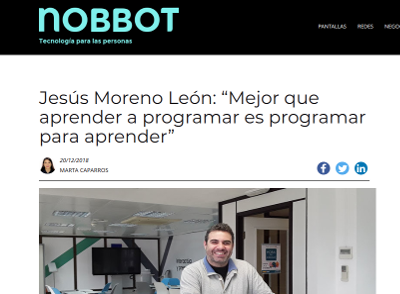 NOBBOT
Tecnología para las personas
PANTALLAS REDES NEGO
Jesús Moreno León: “Mejor que
aprender a programar es programar
para aprender”
20/12/2018
MARTA CAPARROS